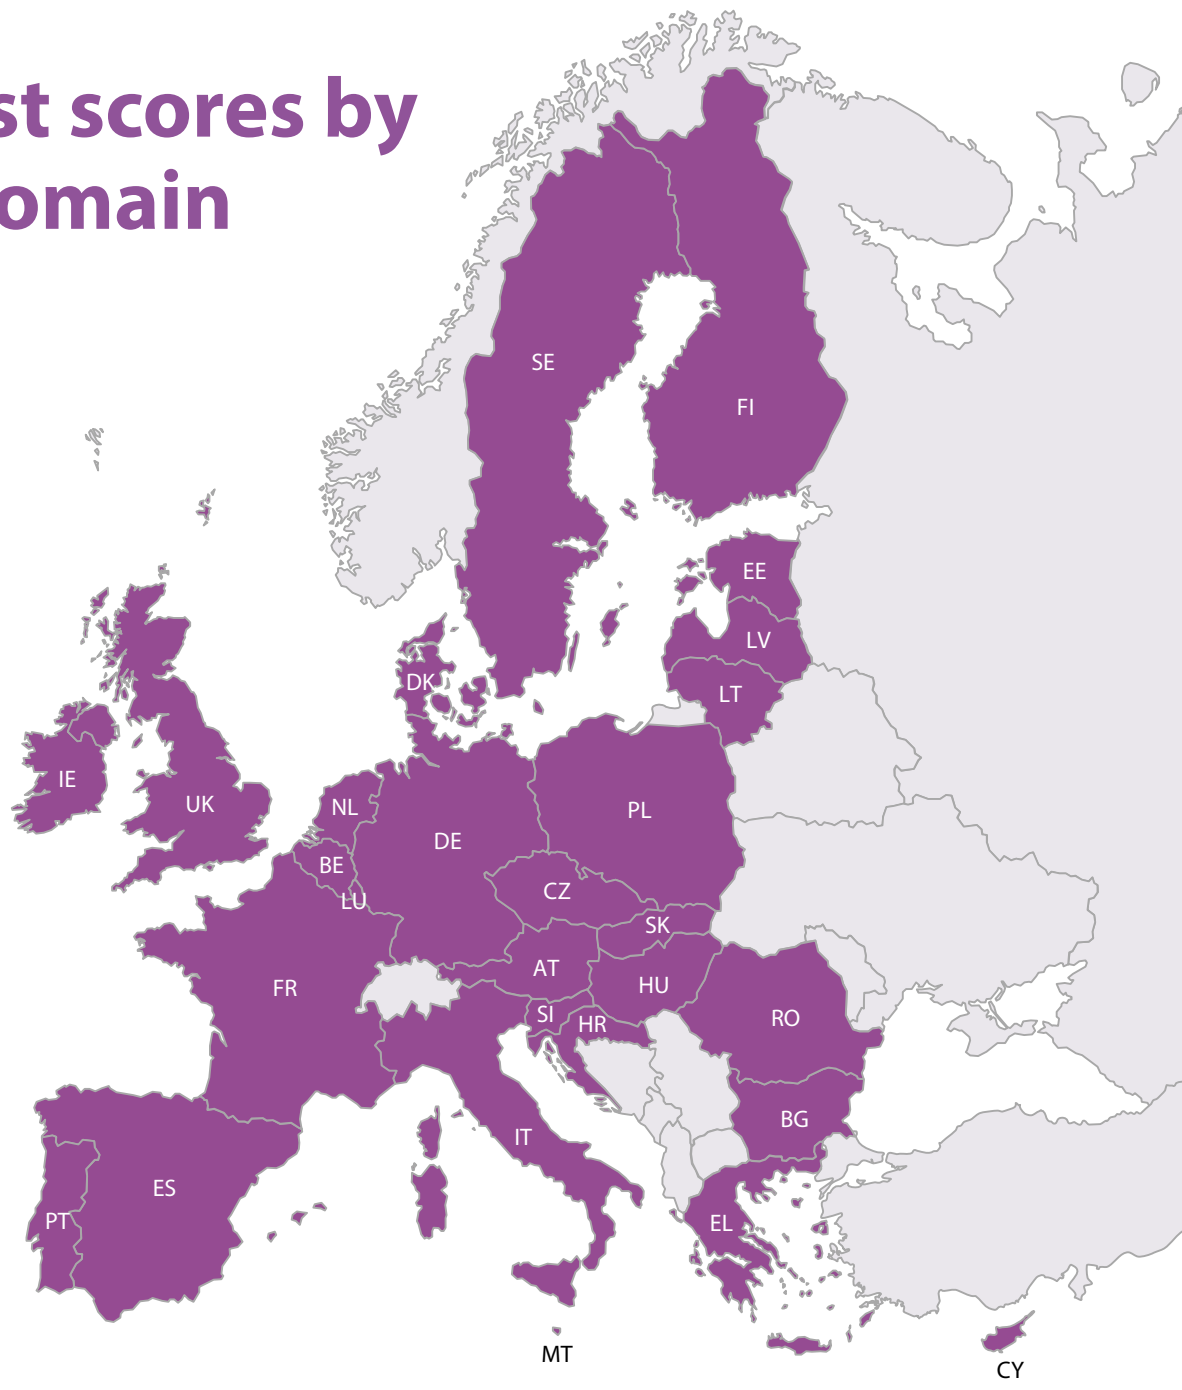 st scores by
omain
SE
FI
EE
LV
LT
DK
IE
UK
NL
PL
DE
BE
LU
CZ
SK
AT
HU
FR
SI
HR
RO
BG
IT
ES
PT
EL
MT
CY